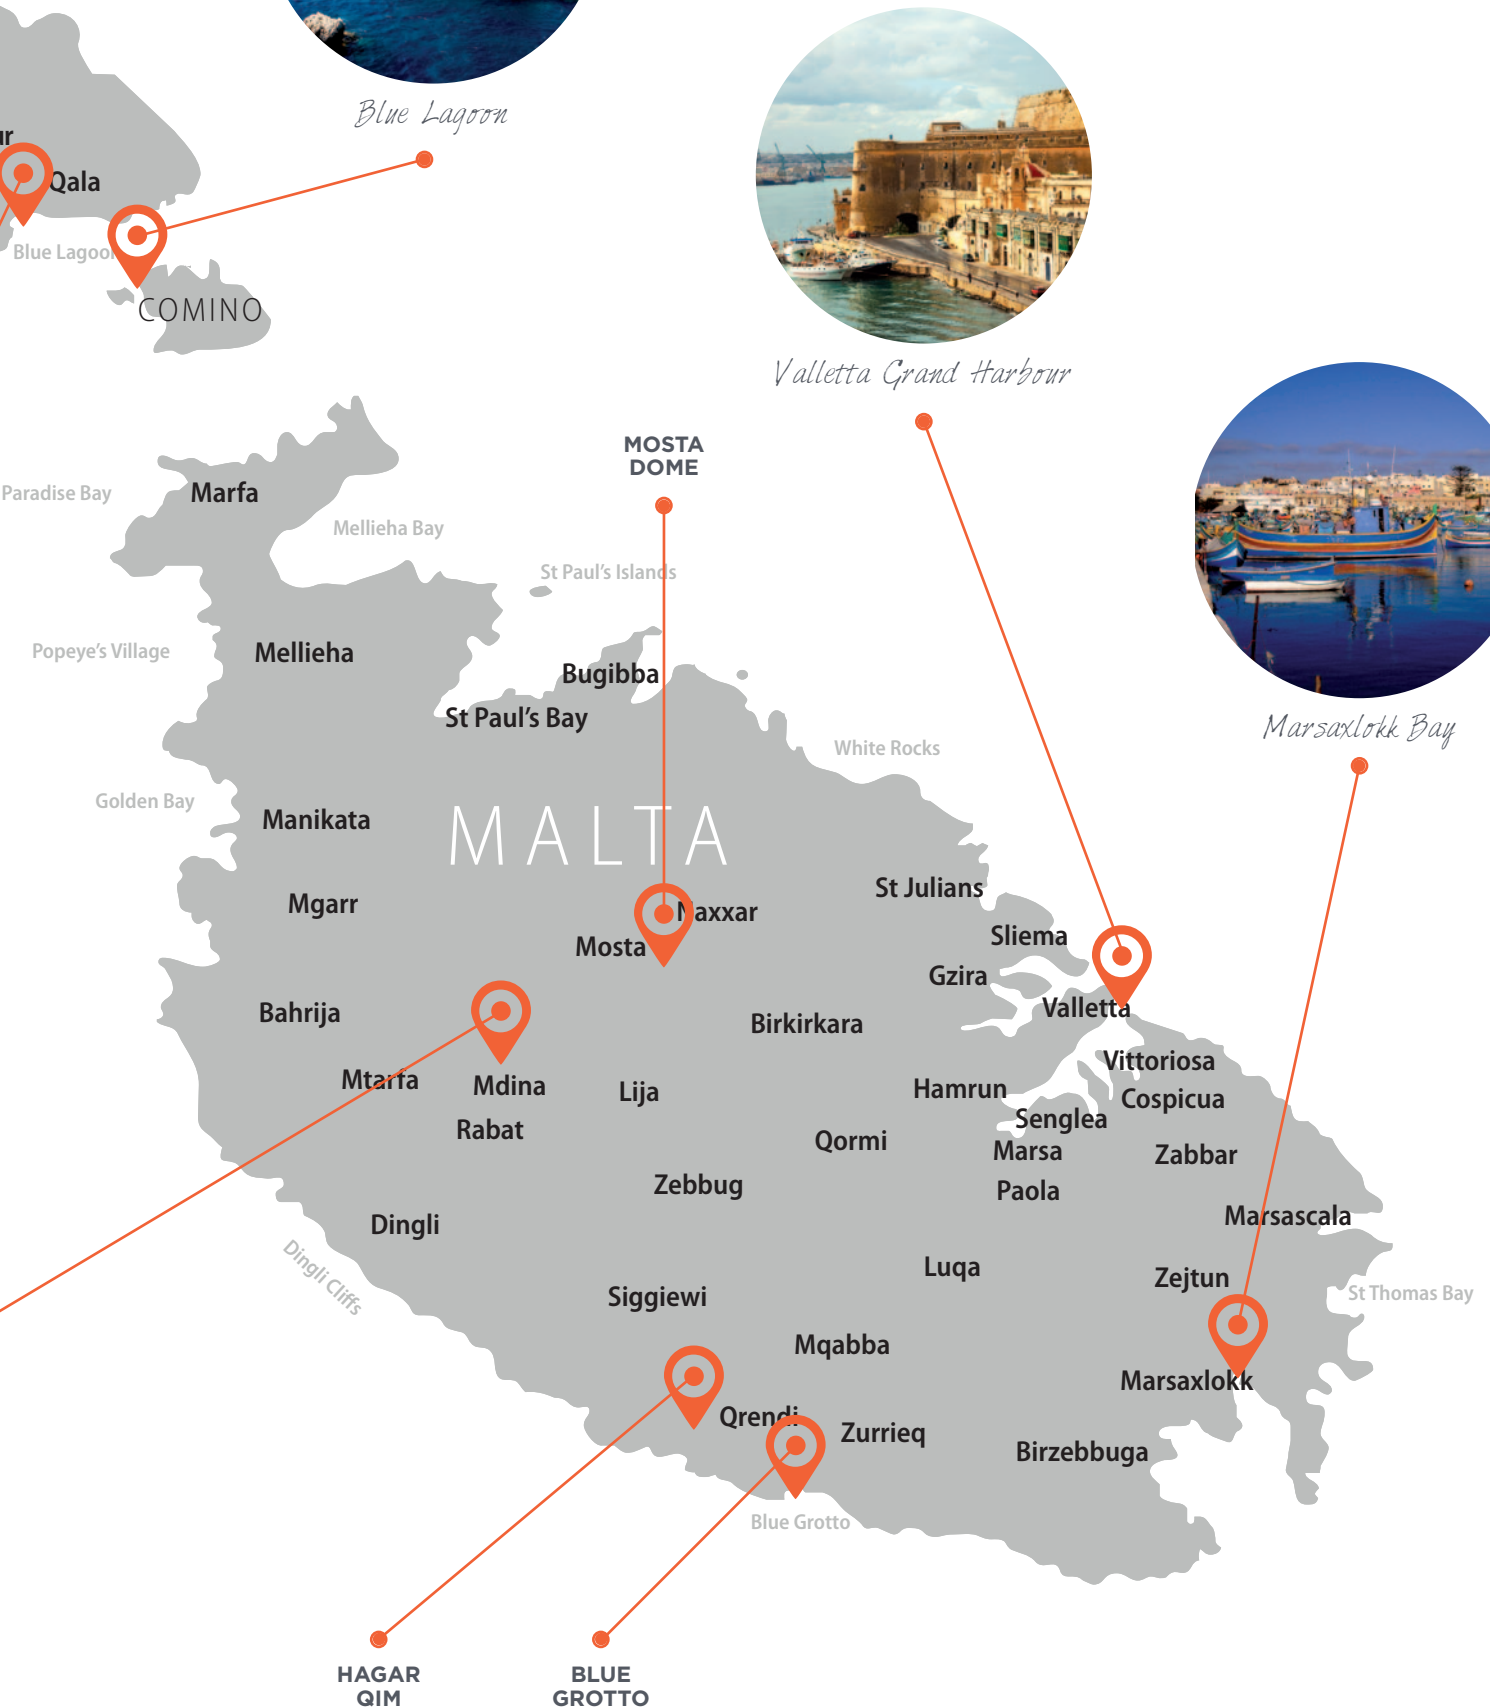 Blue Lagoon
Qala
Blue Lagoon
COMINO
Valletta Grand Harbour
MOSTA
DOME
Paradise Bay
Marfa
Mellieha Bay
St Paul's Islands
Popeye's Village
Mellieha
Bugibba
St Paul's Bay
Marsaxlokk Bay
White Rocks
Golden Bay
Manikata
MALTA
St Julians
Mgarr
Naxxar
Mosta
Sliema
Gzira
Valletta
Bahrija
Birkirkara
Vittoriosa
Mtarfa
Mdina
Lija
Hamrun
Cospicua
Senglea
Rabat
Qormi
Marsa
Zabbar
Zebbug
Paola
Dingli
Marsascala
Dingli Cliffs
Luqa
Zejtun
Siggiewi
St Thomas Bay
Mqabba
Marsaxlokk
Qrendi
Zurrieq
Birzebbuga
Blue Grotto
HAGAR
QIM
BLUE
GROTTO